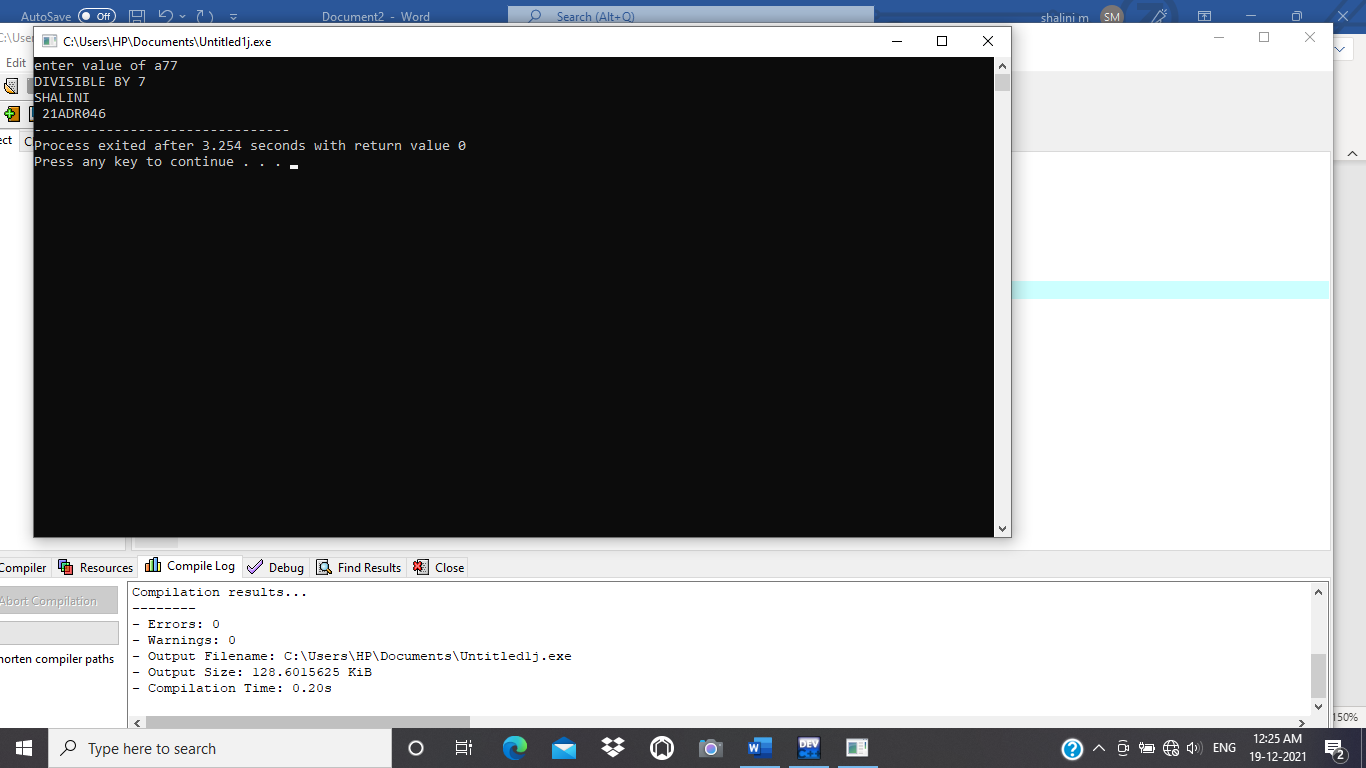 AutoSave Off Document2 - Word Search (Alt+Q) shalini m SM
C:\Users\HP\Documents\Untitled1j.exe
C:\Use
Edit
enter value of a77
DIVISIBLE BY 7
SHALINI
21ADR046
--------------------------------
Process exited after 3.254 seconds with return value 0
Press any key to continue . . .
ect
Compiler Resources Compile Log Debug Find Results Close
Abort Compilation
horten compiler paths
Compilation results...
--------
- Errors: 0
- Warnings: 0
- Output Filename: C:\Users\HP\Documents\Untitled1j.exe
- Output Size: 128.6015625 KiB
- Compilation Time: 0.20s
150%
Type here to search
DEV
ENG
12:25 AM
19-12-2021
2